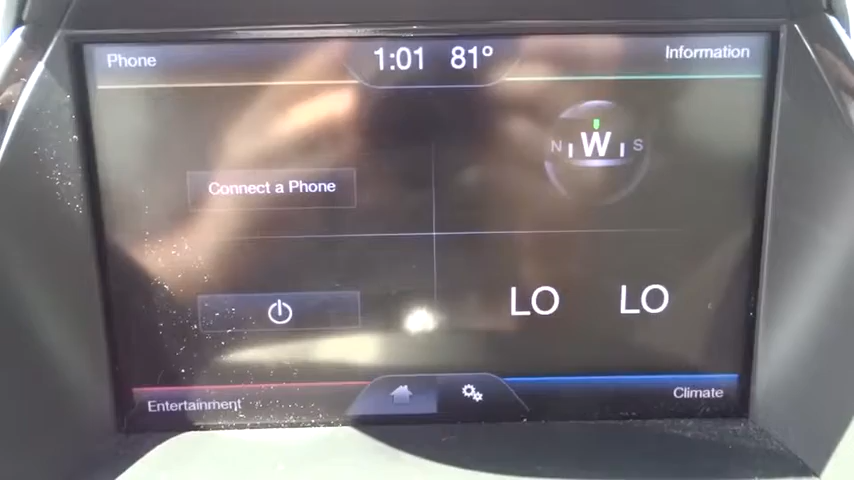 Phone
1:01 81°
Information
N W S
Connect a Phone
LO LO
Entertainment
Climate